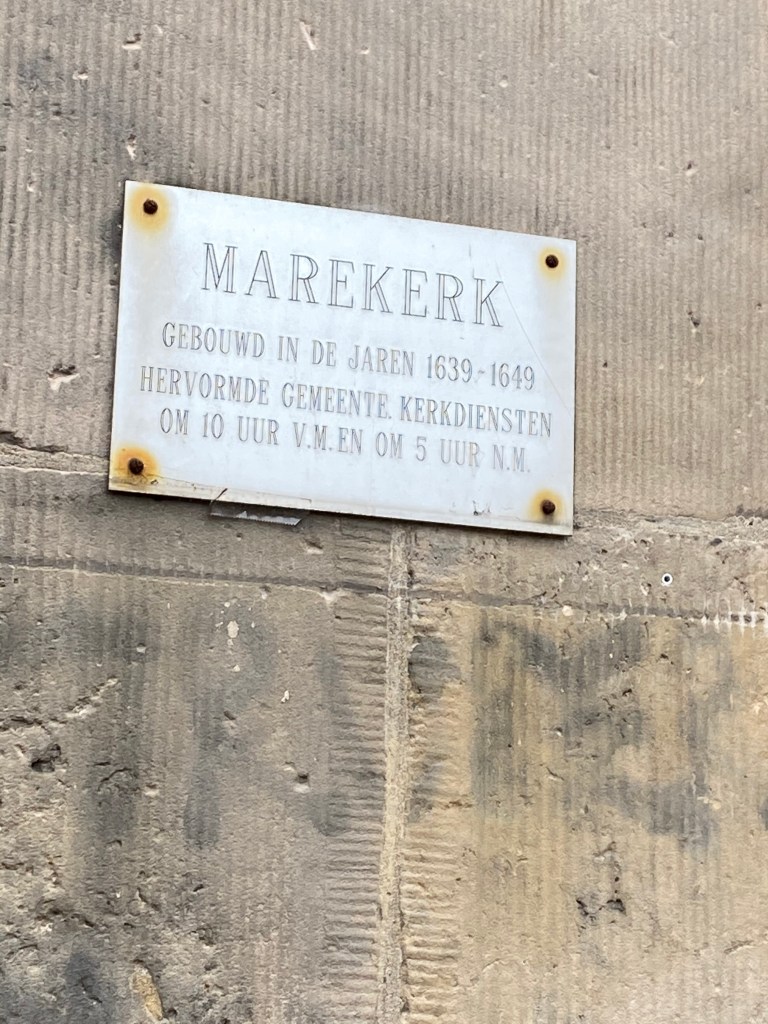 MAREKERK
GEBOUWD IN DE JAREN 1639.-1649
HERVORMDE GEMEENTE. KERKDIENSTEN
OM 10 UUR V.M. EN OM 5 UUR N.M.